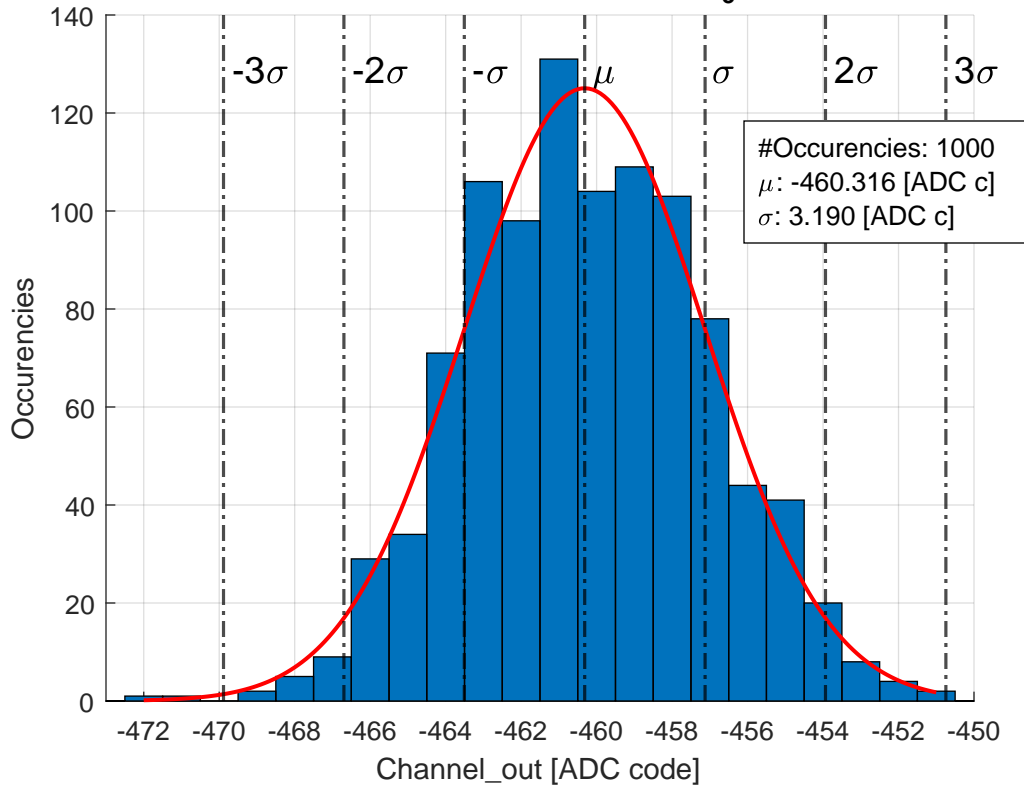 140
120
100
80
60
40
20
0
-3σ
-2σ
-σ
μ
σ
2σ
3σ
#Occurencies: 1000
μ: -460.316 [ADC c]
σ: 3.190 [ADC c]
Occurencies
-472
-470
-468
-466
-464
-462
-460
-458
-456
-454
-452
-450
Channel_out [ADC code]